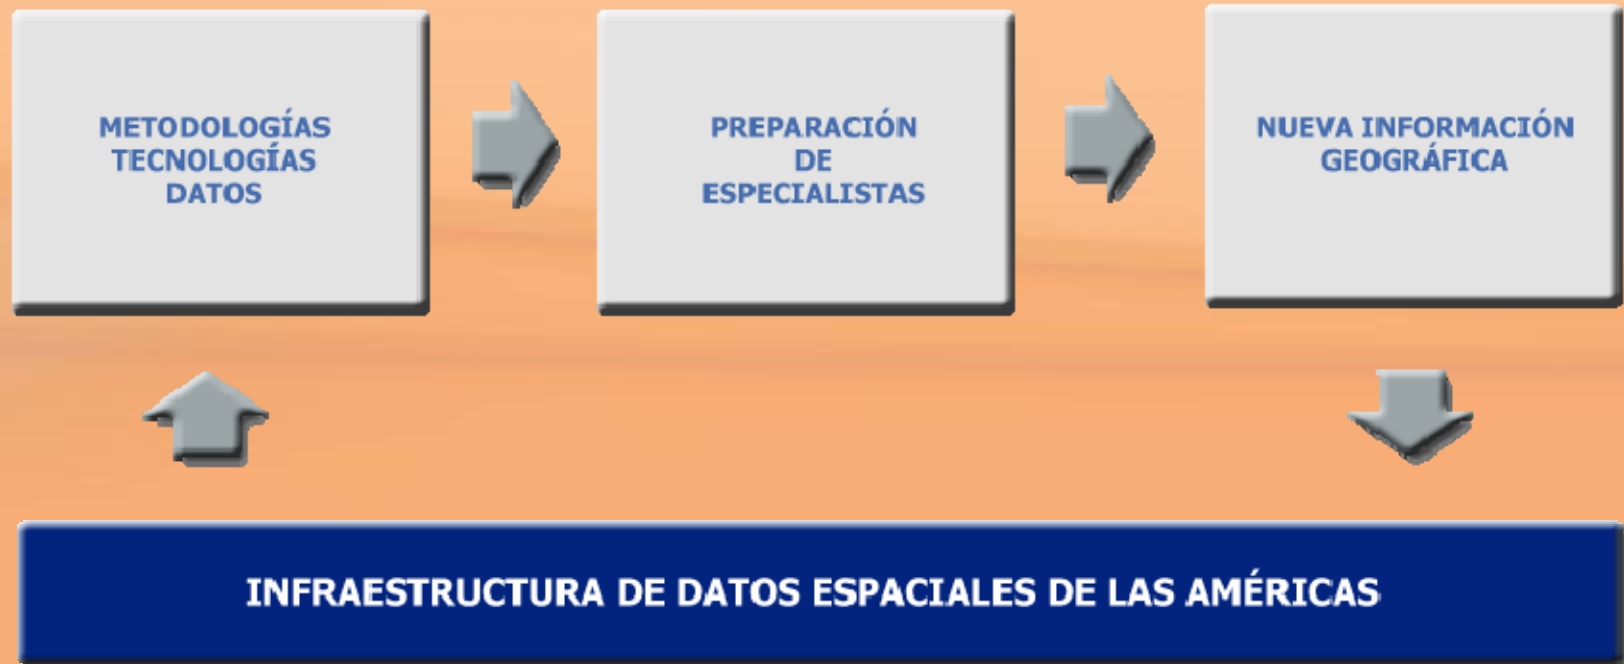 METODOLOGÍAS
TECNOLOGÍAS
DATOS
PREPARACIÓN
DE
ESPECIALISTAS
NUEVA INFORMACIÓN
GEOGRÁFICA
INFRAESTRUCTURA DE DATOS ESPACIALES DE LAS AMÉRICAS